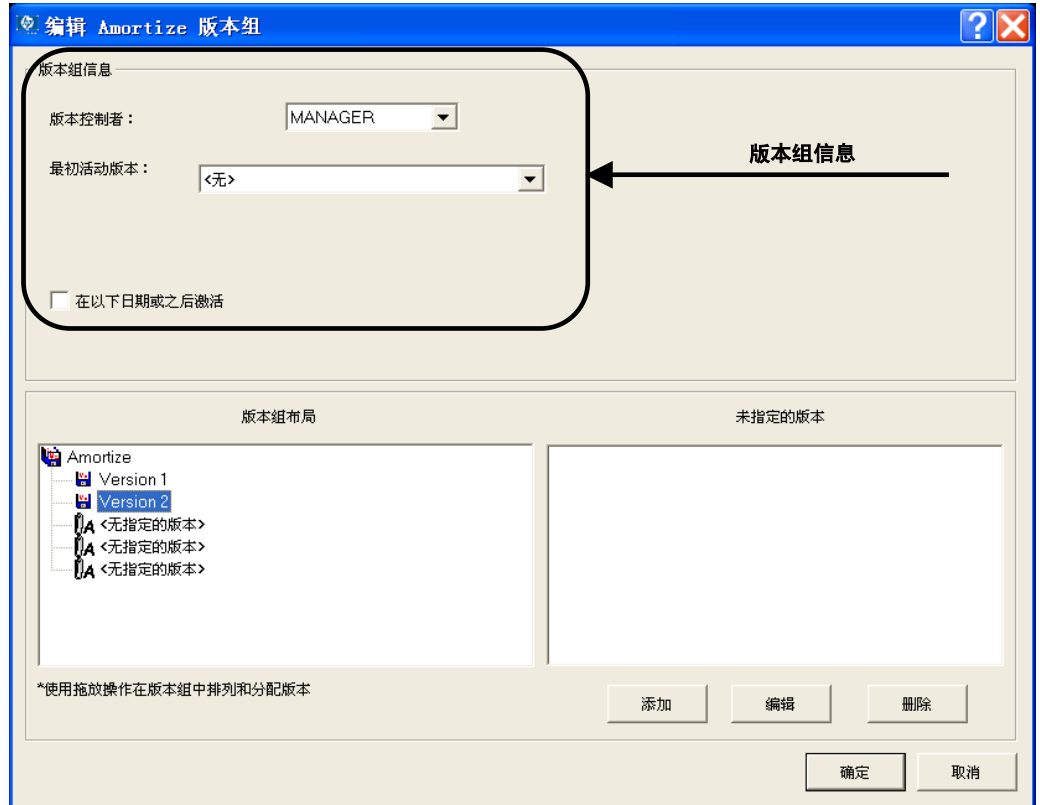 编辑 Amortize 版本组
版本组信息
版本控制者：
MANAGER
最初活动版本：
<无>
版本组信息
在以下日期或之后激活
版本组布局
未指定的版本
Amortize
Version 1
Version 2
<无指定的版本>
<无指定的版本>
<无指定的版本>
*使用拖放操作在版本组中排列和分配版本
添加
编辑
删除
确定
取消